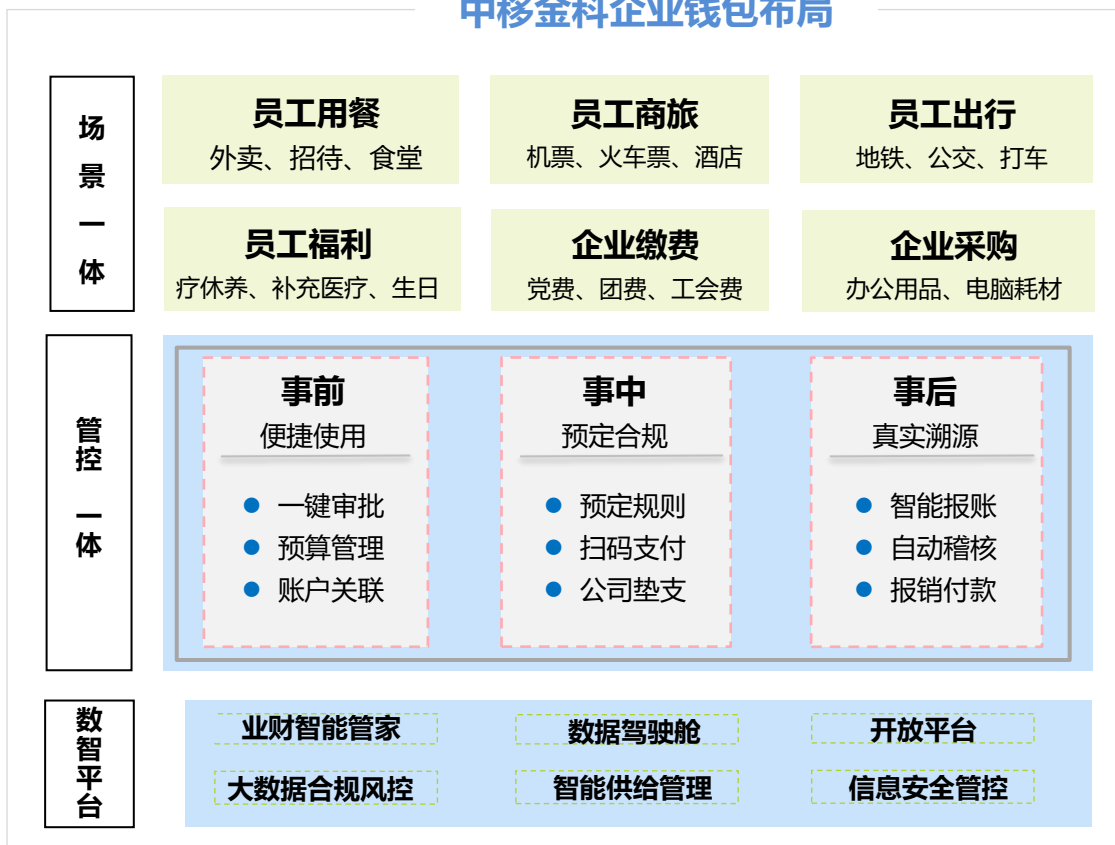 中移金科企业钱包布局
场景一体
员工用餐
外卖、招待、食堂
员工商旅
机票、火车票、酒店
员工出行
地铁、公交、打车
员工福利
疗休养、补充医疗、生日
企业缴费
党费、团费、工会费
企业采购
办公用品、电脑耗材
管控一体
事前
便捷使用
一键审批
预算管理
账户关联
事中
预定合规
预定规则
扫码支付
公司垫支
事后
真实溯源
智能报账
自动稽核
报销付款
数智平台
业财智能管家
数据驾驶舱
开放平台
大数据合规风控
智能供给管理
信息安全管控